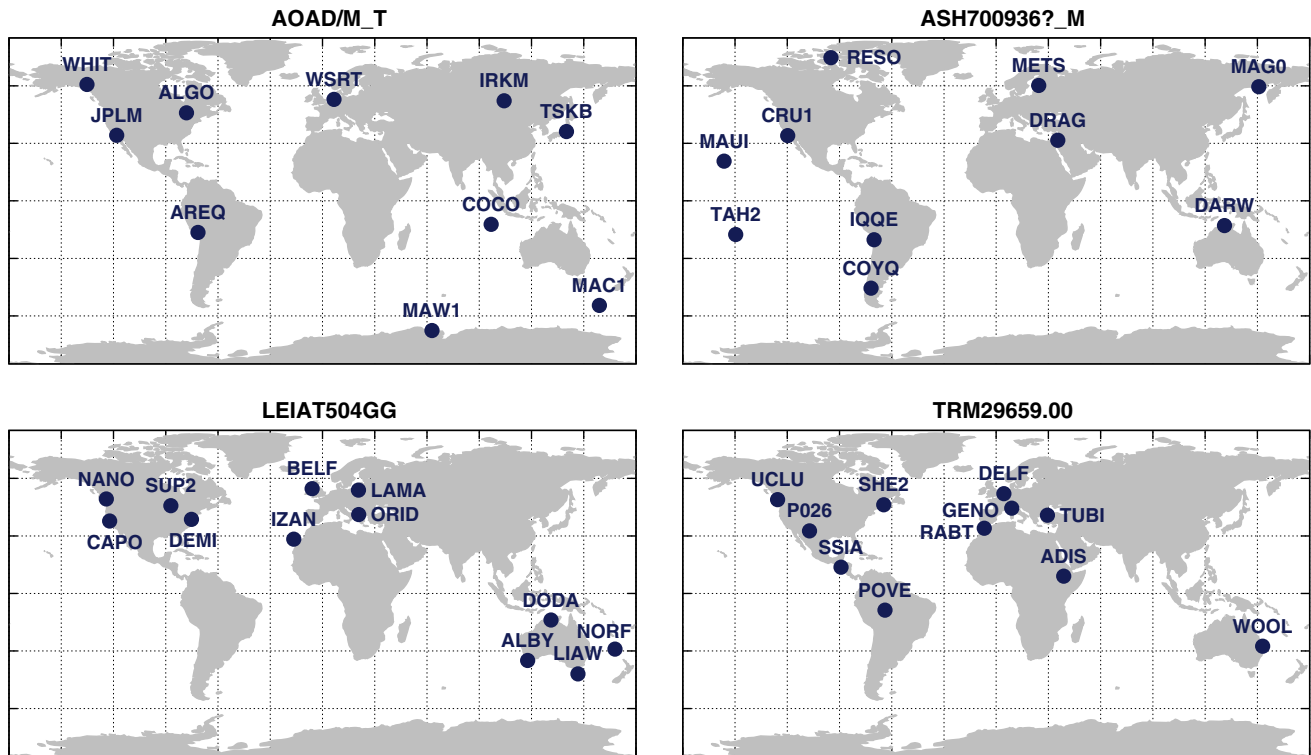 AOAD/M_T
WHIT
ALGO
JPLM
WSRT
IRKM
TSKB
AREQ
COCO
MAC1
MAW1
ASH700936?_M
RESO
METS
MAG0
CRU1
DRAG
MAUI
TAH2
IQQE
DARW
COYQ
LEIAT504GG
NANO
SUP2
BELF
LAMA
CAPO
DEMI
IZAN
ORID
DODA
ALBY
NORF
LIAW
TRM29659.00
UCLU
SHE2
DELF
P026
GENO
TUBI
RABT
SSIA
ADIS
POVE
WOOL